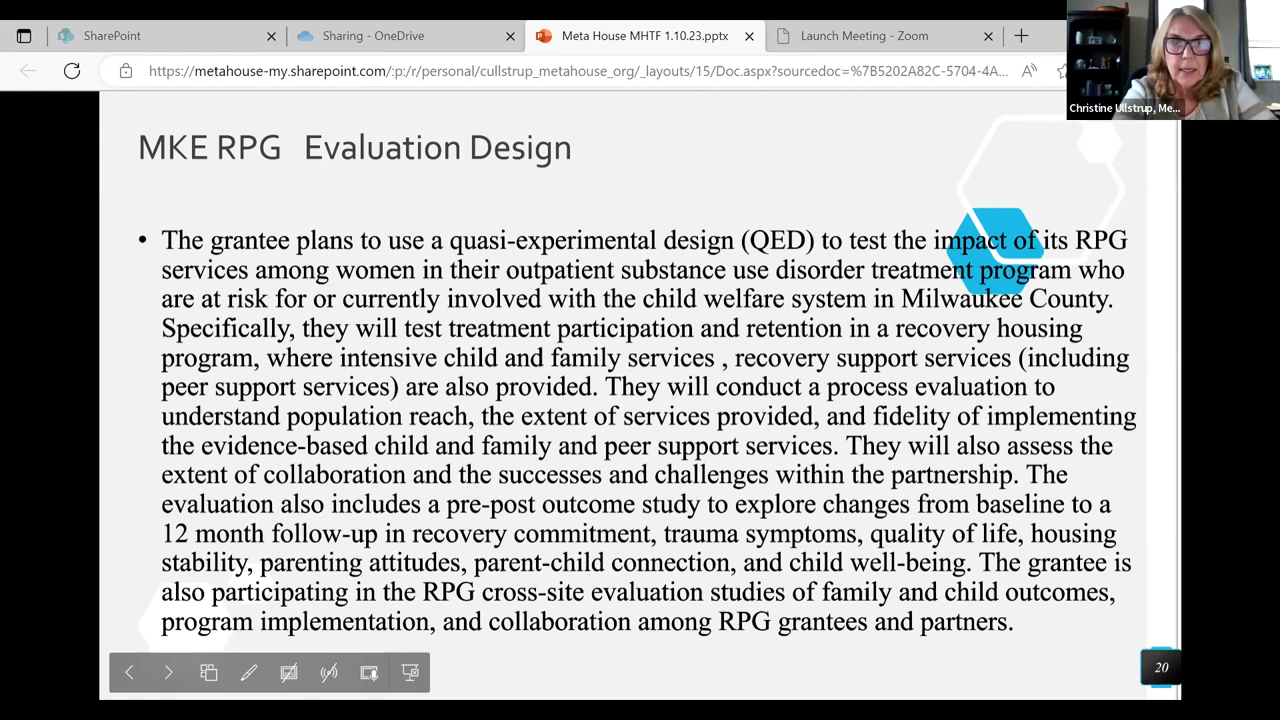 SharePoint
Sharing - OneDrive
Meta House MHTF 1.10.23.pptx
Launch Meeting - Zoom
https://metahouse-my.sharepoint.com/:p:/r/personal/cullstrup_metahouse_org/_layouts/15/Doc.aspx?sourcedoc=%7B5202A82C-5704-4A...
Christine Ullstrup, Me...
MKE RPG Evaluation Design
• The grantee plans to use a quasi-experimental design (QED) to test the impact of its RPG
services among women in their outpatient substance use disorder treatment program who
are at risk for or currently involved with the child welfare system in Milwaukee County.
Specifically, they will test treatment participation and retention in a recovery housing
program, where intensive child and family services , recovery support services (including
peer support services) are also provided. They will conduct a process evaluation to
understand population reach, the extent of services provided, and fidelity of implementing
the evidence-based child and family and peer support services. They will also assess the
extent of collaboration and the successes and challenges within the partnership. The
evaluation also includes a pre-post outcome study to explore changes from baseline to a
12 month follow-up in recovery commitment, trauma symptoms, quality of life, housing
stability, parenting attitudes, parent-child connection, and child well-being. The grantee is
also participating in the RPG cross-site evaluation studies of family and child outcomes,
program implementation, and collaboration among RPG grantees and partners.
20